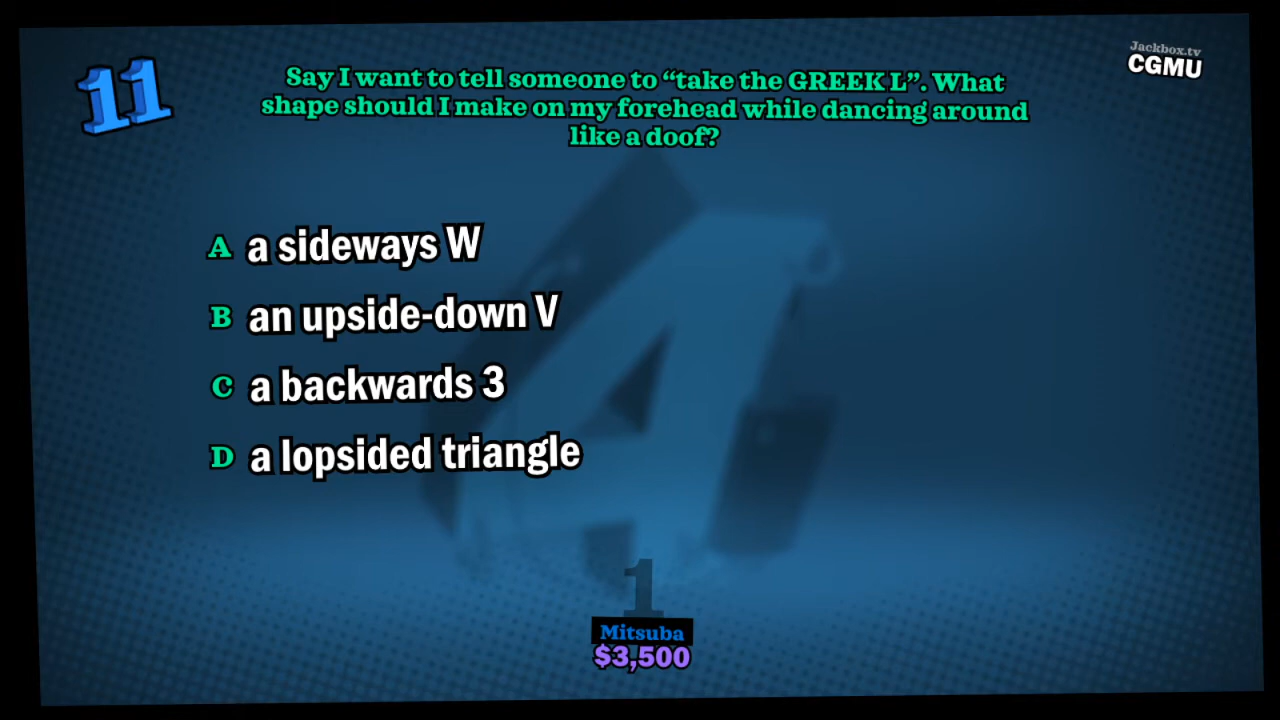 11
Jackbox.tv
CGMU
Say I want to tell someone to “take the GREEK L”. What
shape should I make on my forehead while dancing around
like a doof?
A a sideways W
B an upside-down V
C a backwards 3
D a lopsided triangle
1
Mitsuba
$3,500